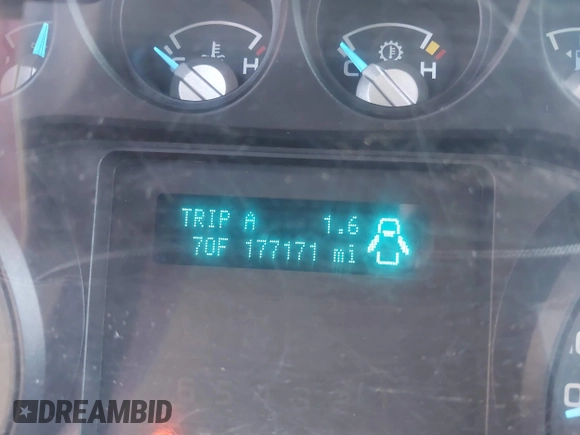 C H
C H
TRIP A 1.6
70F 177171 mi
DREAMBID